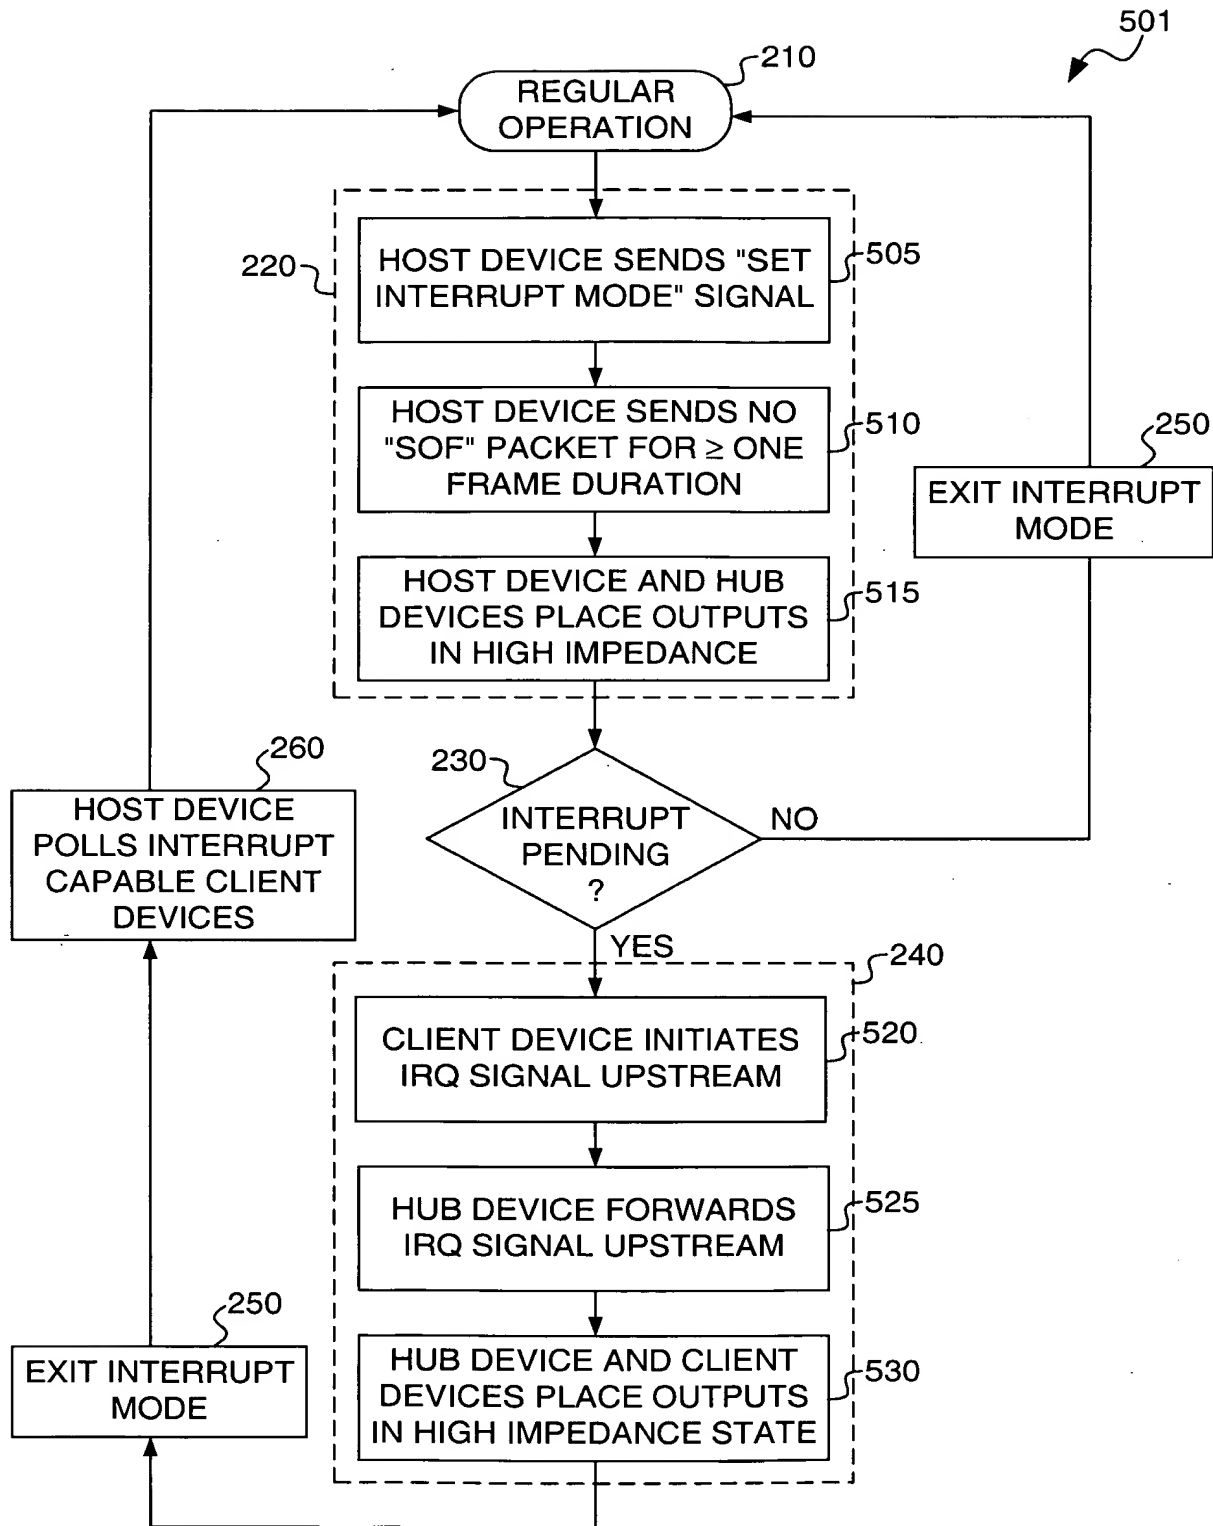 501
210
REGULAR
OPERATION
220
505
HOST DEVICE SENDS "SET
INTERRUPT MODE" SIGNAL
510
HOST DEVICE SENDS NO
"SOF" PACKET FOR ≥ ONE
FRAME DURATION
250
EXIT INTERRUPT
MODE
515
HOST DEVICE AND HUB
DEVICES PLACE OUTPUTS
IN HIGH IMPEDANCE
260
HOST DEVICE
POLLS INTERRUPT
CAPABLE CLIENT
DEVICES
230
INTERRUPT
PENDING
?
NO
YES
240
520
CLIENT DEVICE INITIATES
IRQ SIGNAL UPSTREAM
525
HUB DEVICE FORWARDS
IRQ SIGNAL UPSTREAM
250
EXIT INTERRUPT
MODE
530
HUB DEVICE AND CLIENT
DEVICES PLACE OUTPUTS
IN HIGH IMPEDANCE STATE